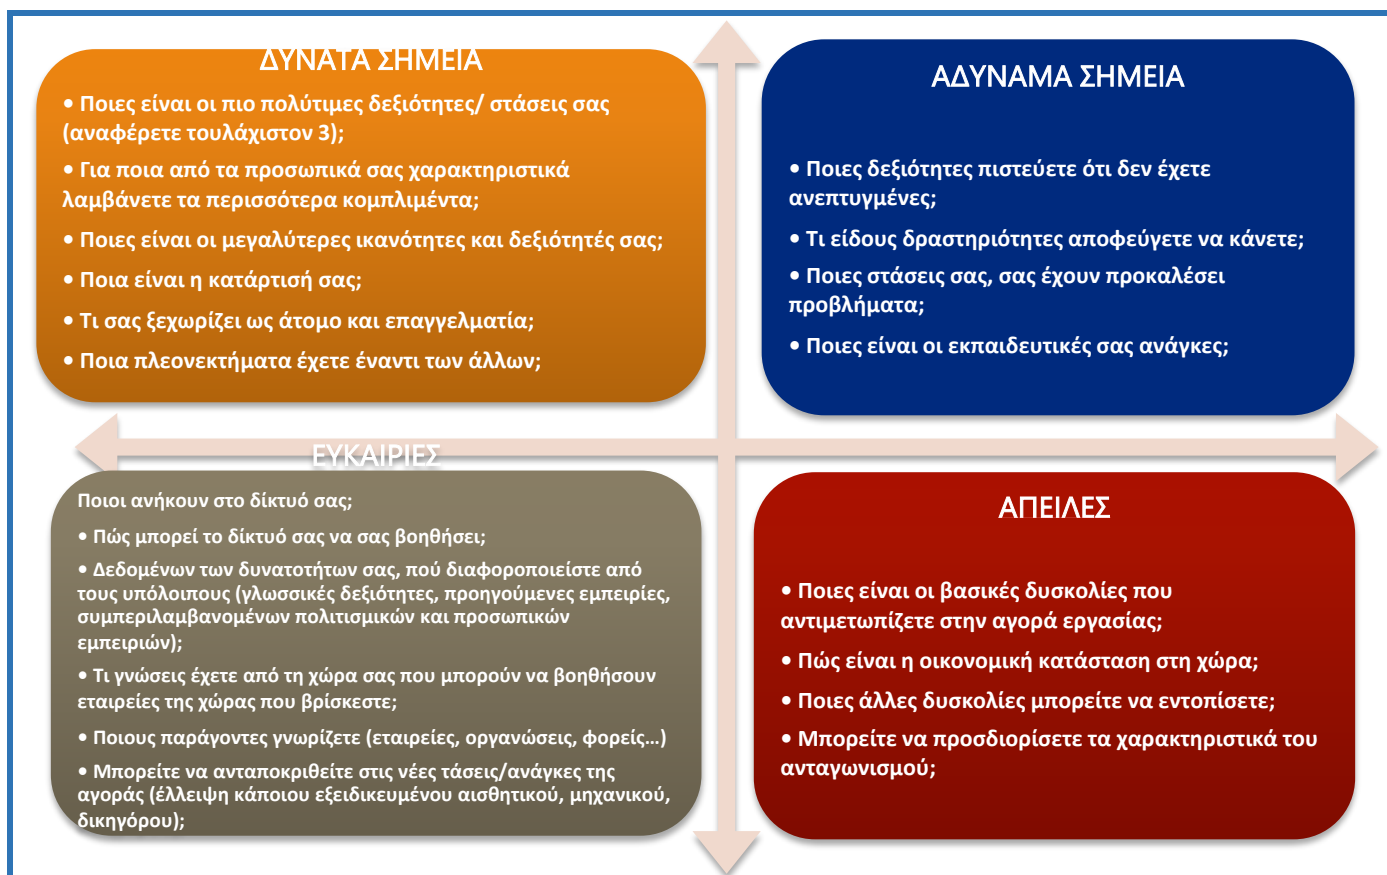 ΔΥΝΑΤΑ ΣΗΜΕΙΑ
• Ποιες είναι οι πιο πολύτιμες δεξιότητες/ στάσεις σας
(αναφέρετε τουλάχιστον 3);
• Για ποια από τα προσωπικά σας χαρακτηριστικά
λαμβάνετε τα περισσότερα κομπλιμέντα;
• Ποιες είναι οι μεγαλύτερες ικανότητες και δεξιότητές σας;
• Ποια είναι η κατάρτισή σας;
• Τι σας ξεχωρίζει ως άτομο και επαγγελματία;
• Ποια πλεονεκτήματα έχετε έναντι των άλλων;
ΑΔΥΝΑΜΑ ΣΗΜΕΙΑ
• Ποιες δεξιότητες πιστεύετε ότι δεν έχετε
ανεπτυγμένες;
• Τι είδους δραστηριότητες αποφεύγετε να κάνετε;
• Ποιες στάσεις σας, σας έχουν προκαλέσει
προβλήματα;
• Ποιες είναι οι εκπαιδευτικές σας ανάγκες;
ΕΥΚΑΙΡΙΕΣ
Ποιοι ανήκουν στο δίκτυό σας;
• Πώς μπορεί το δίκτυό σας να σας βοηθήσει;
• Δεδομένων των δυνατοτήτων σας, πού διαφοροποιείστε από
τους υπόλοιπους (γλωσσικές δεξιότητες, προηγούμενες εμπειρίες,
συμπεριλαμβανομένων πολιτισμικών και προσωπικών
εμπειριών);
• Τι γνώσεις έχετε από τη χώρα σας που μπορούν να βοηθήσουν
εταιρείες της χώρας που βρίσκεστε;
• Ποιους παράγοντες γνωρίζετε (εταιρείες, οργανώσεις, φορείς…)
• Μπορείτε να ανταποκριθείτε στις νέες τάσεις/ανάγκες της
αγοράς (έλλειψη κάποιου εξειδικευμένου αισθητικού, μηχανικού,
δικηγόρου);
ΑΠΕΙΛΕΣ
• Ποιες είναι οι βασικές δυσκολίες που
αντιμετωπίζετε στην αγορά εργασίας;
• Πώς είναι η οικονομική κατάσταση στη χώρα;
• Ποιες άλλες δυσκολίες μπορείτε να εντοπίσετε;
• Μπορείτε να προσδιορίσετε τα χαρακτηριστικά του
ανταγωνισμού;